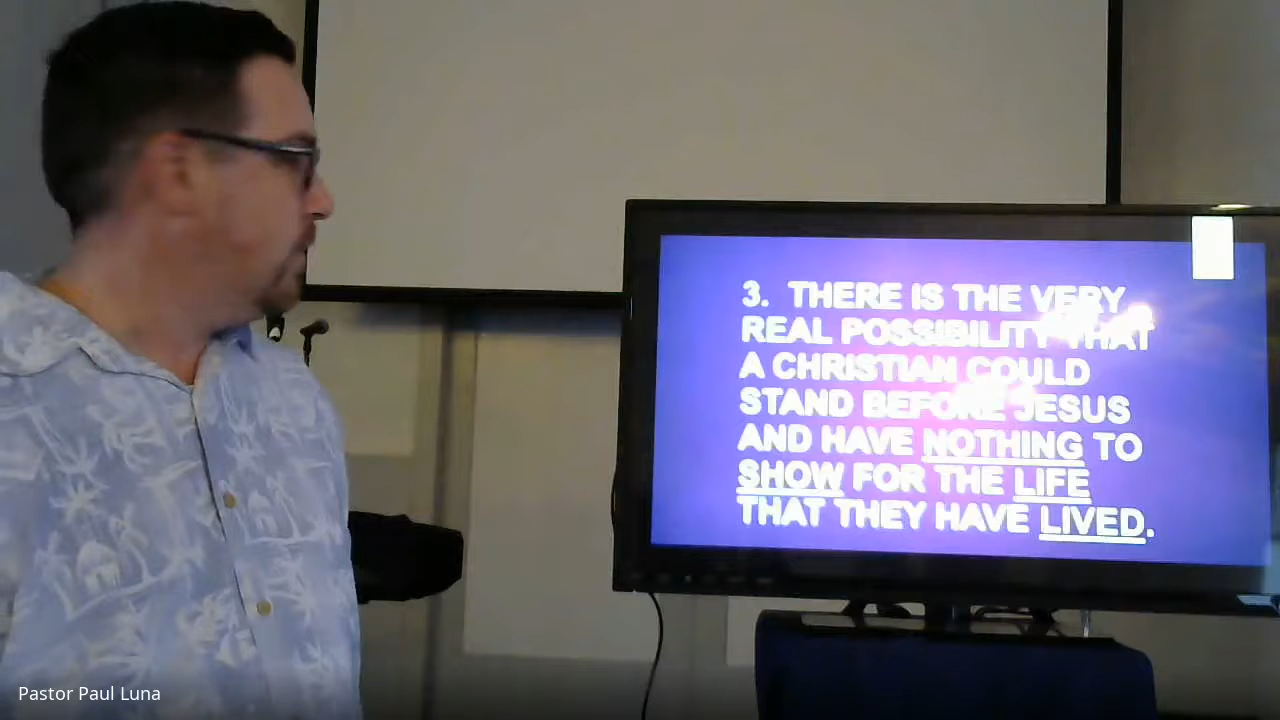 3. THERE IS THE VERY
REAL POSSIBILITY THAT
A CHRISTIAN COULD
STAND BEFORE JESUS
AND HAVE NOTHING TO
SHOW FOR THE LIFE
THAT THEY HAVE LIVED.
Pastor Paul Luna